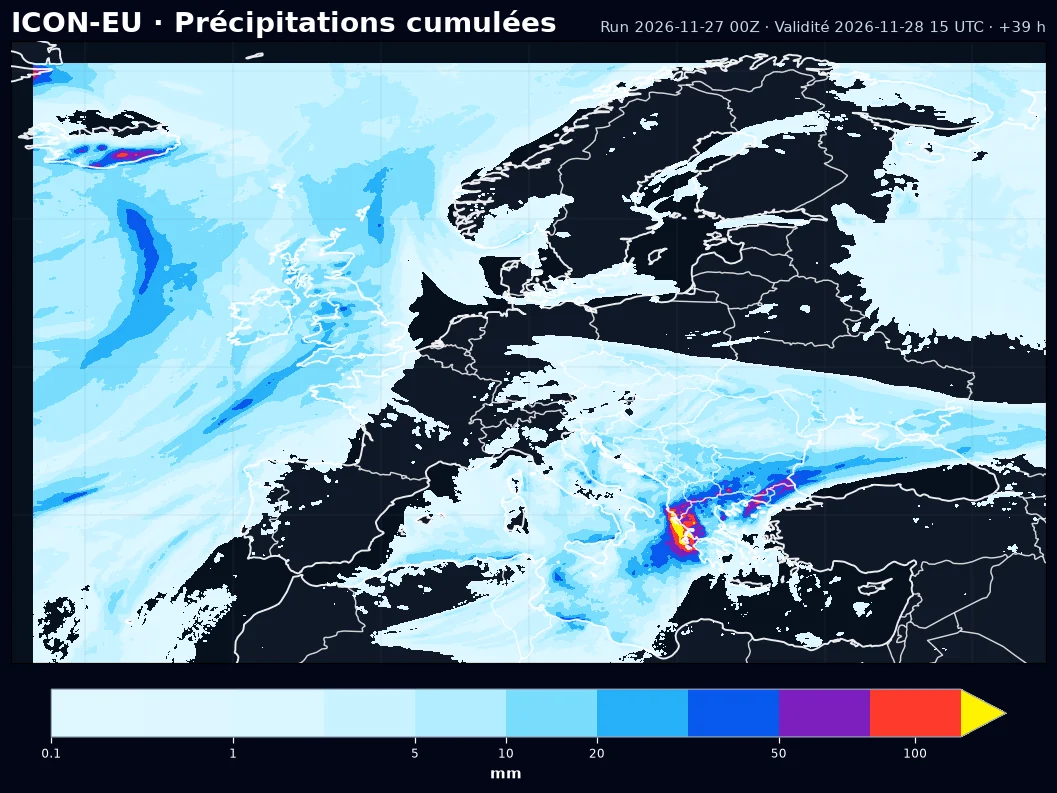 ICON-EU · Précipitations cumulées
Run 2026-11-27 00Z · Validité 2026-11-28 15 UTC · +39 h
0.1 1 5 10 20 50 100
mm